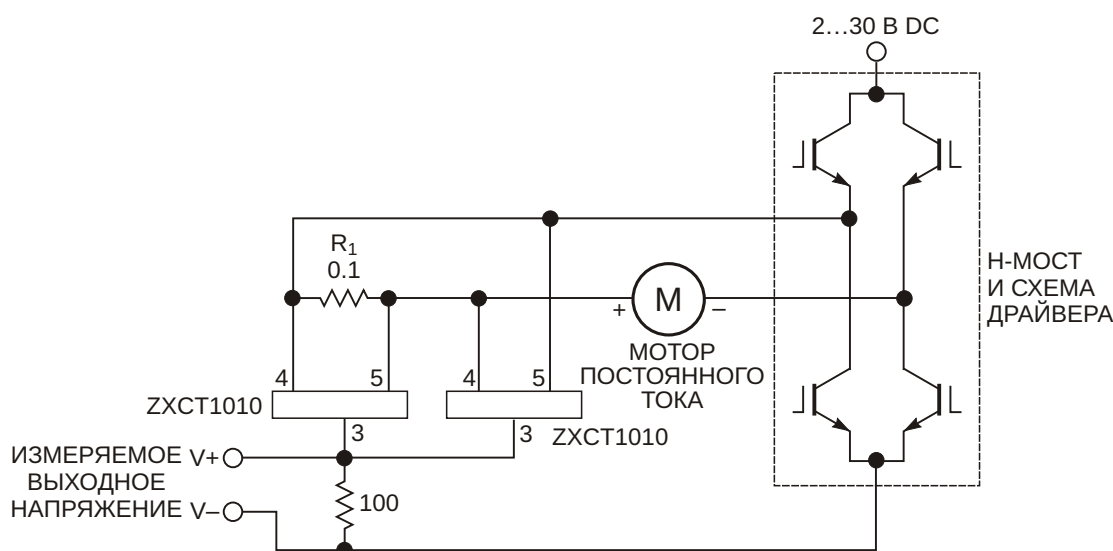 2…30 В DC
R1
0.1
М
+
–
Н-МОСТ
И СХЕМА
ДРАЙВЕРА
МОТОР
ПОСТОЯННОГО
ТОКА
4
5
4
5
ZXCT1010
3
3
ZXCT1010
ИЗМЕРЯЕМОЕ
ВЫХОДНОЕ
НАПРЯЖЕНИЕ
V+
V–
100